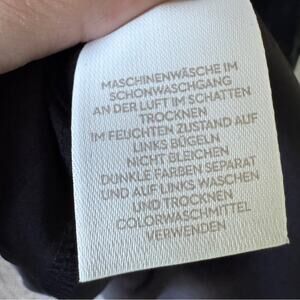 MASCHINENWÄSCHE IM
SCHONWASCHGANG
AN DER LUFT IM SCHATTEN
TROCKNEN
IM FEUCHTEN ZUSTAND AUF
LINKS BÜGELN
NICHT BLEICHEN
DUNKLE FARBEN SEPARAT
UND AUF LINKS WASCHEN
UND TROCKNEN
COLORWASCHMITTEL
VERWENDEN